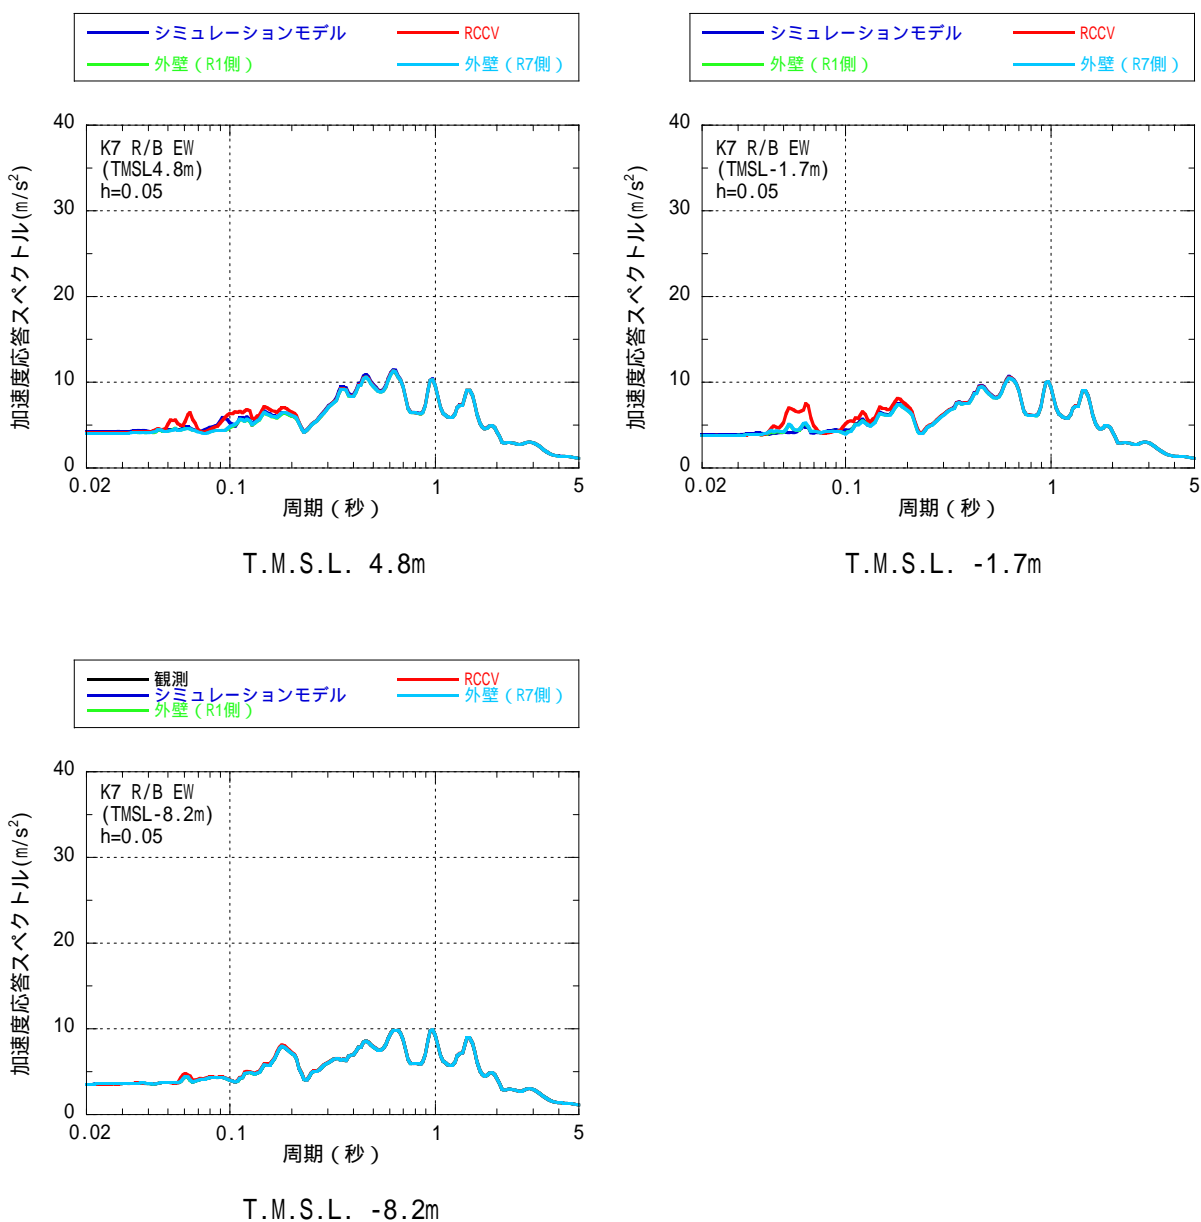 シミュレーションモデル
RCCV
外壁（R1側）
外壁（R7側）
40
30
20
10
0
加速度応答スペクトル(m/s²)
K7 R/B EW
(TMSL4.8m)
h=0.05
0.02
0.1
1
5
周期（秒）
T.M.S.L. 4.8m
シミュレーションモデル
RCCV
外壁（R1側）
外壁（R7側）
40
30
20
10
0
加速度応答スペクトル(m/s²)
K7 R/B EW
(TMSL-1.7m)
h=0.05
0.02
0.1
1
5
周期（秒）
T.M.S.L. -1.7m
観測
RCCV
シミュレーションモデル
外壁（R7側）
外壁（R1側）
40
30
20
10
0
加速度応答スペクトル(m/s²)
K7 R/B EW
(TMSL-8.2m)
h=0.05
0.02
0.1
1
5
周期（秒）
T.M.S.L. -8.2m